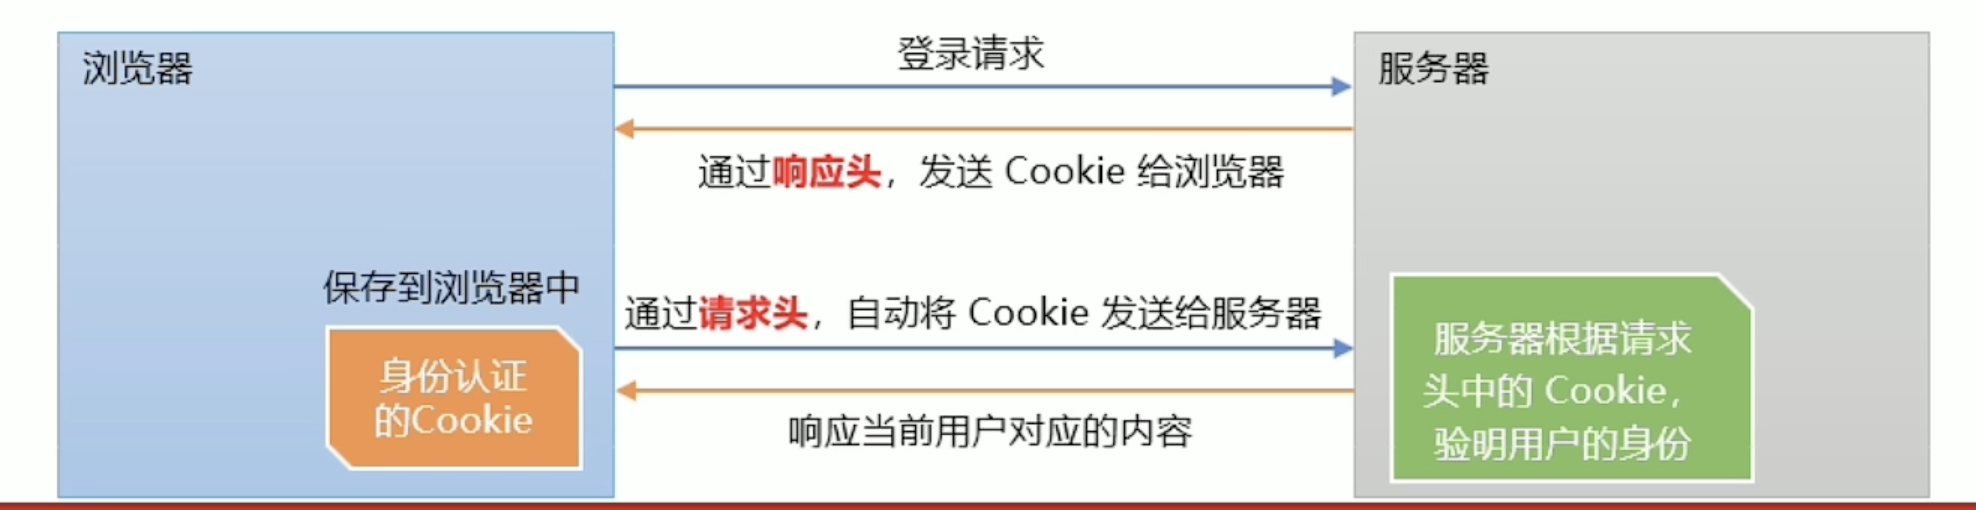 浏览器
登录请求
服务器
通过响应头，发送 Cookie 给浏览器
保存到浏览器中
通过请求头，自动将 Cookie 发送给服务器
身份认证
的Cookie
服务器根据请求
头中的 Cookie，
验明用户的身份
响应当前用户对应的内容